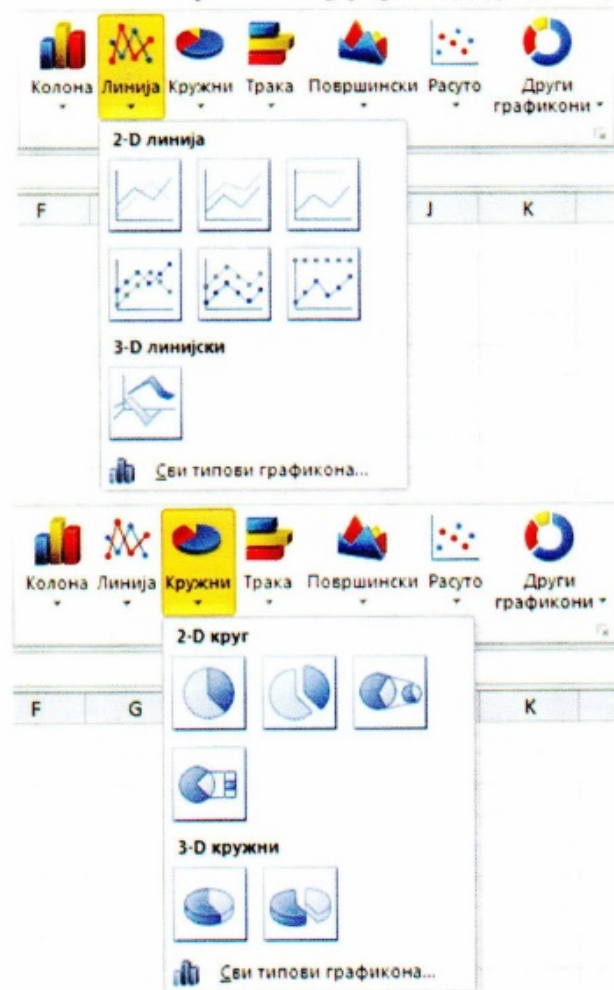 Колона Линија Кружни Трака Површински Расуто Други
графикони
2-D линија
F J K
3-D линијски
Сви типови графикона...
Колона Линија Кружни Трака Површински Расуто Други
графикони
2-D круг
F G K
3-D кружни
Сви типови графикона...